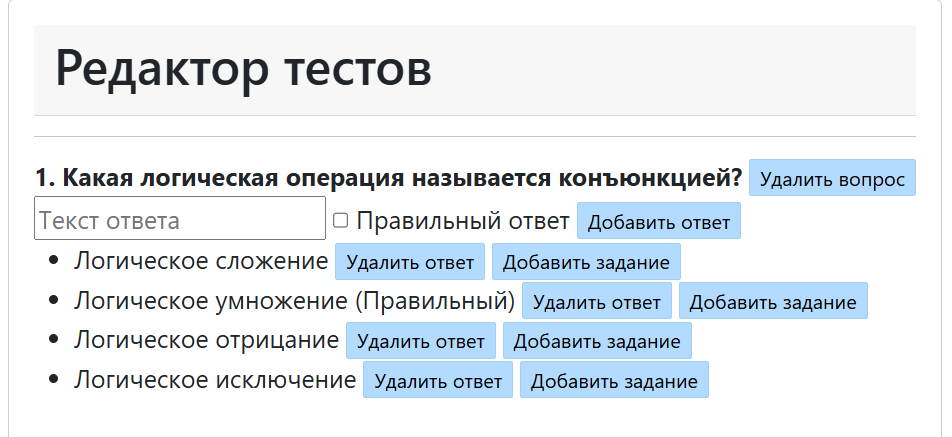 Редактор тестов
1. Какая логическая операция называется конъюнкцией? Удалить вопрос
Текст ответа Правильный ответ Добавить ответ
• Логическое сложение Удалить ответ Добавить задание
• Логическое умножение (Правильный) Удалить ответ Добавить задание
• Логическое отрицание Удалить ответ Добавить задание
• Логическое исключение Удалить ответ Добавить задание